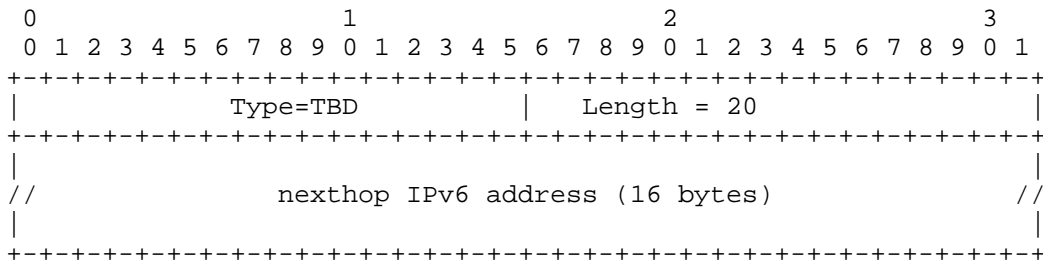 0                   1                   2                   3
 0 1 2 3 4 5 6 7 8 9 0 1 2 3 4 5 6 7 8 9 0 1 2 3 4 5 6 7 8 9 0 1
+-+-+-+-+-+-+-+-+-+-+-+-+-+-+-+-+-+-+-+-+-+-+-+-+-+-+-+-+-+-+-+-+
|             Type=TBD          |   Length = 20                 |
+-+-+-+-+-+-+-+-+-+-+-+-+-+-+-+-+-+-+-+-+-+-+-+-+-+-+-+-+-+-+-+-+
|                                                               |
//               nexthop IPv6 address (16 bytes)               //
|                                                               |
+-+-+-+-+-+-+-+-+-+-+-+-+-+-+-+-+-+-+-+-+-+-+-+-+-+-+-+-+-+-+-+-+